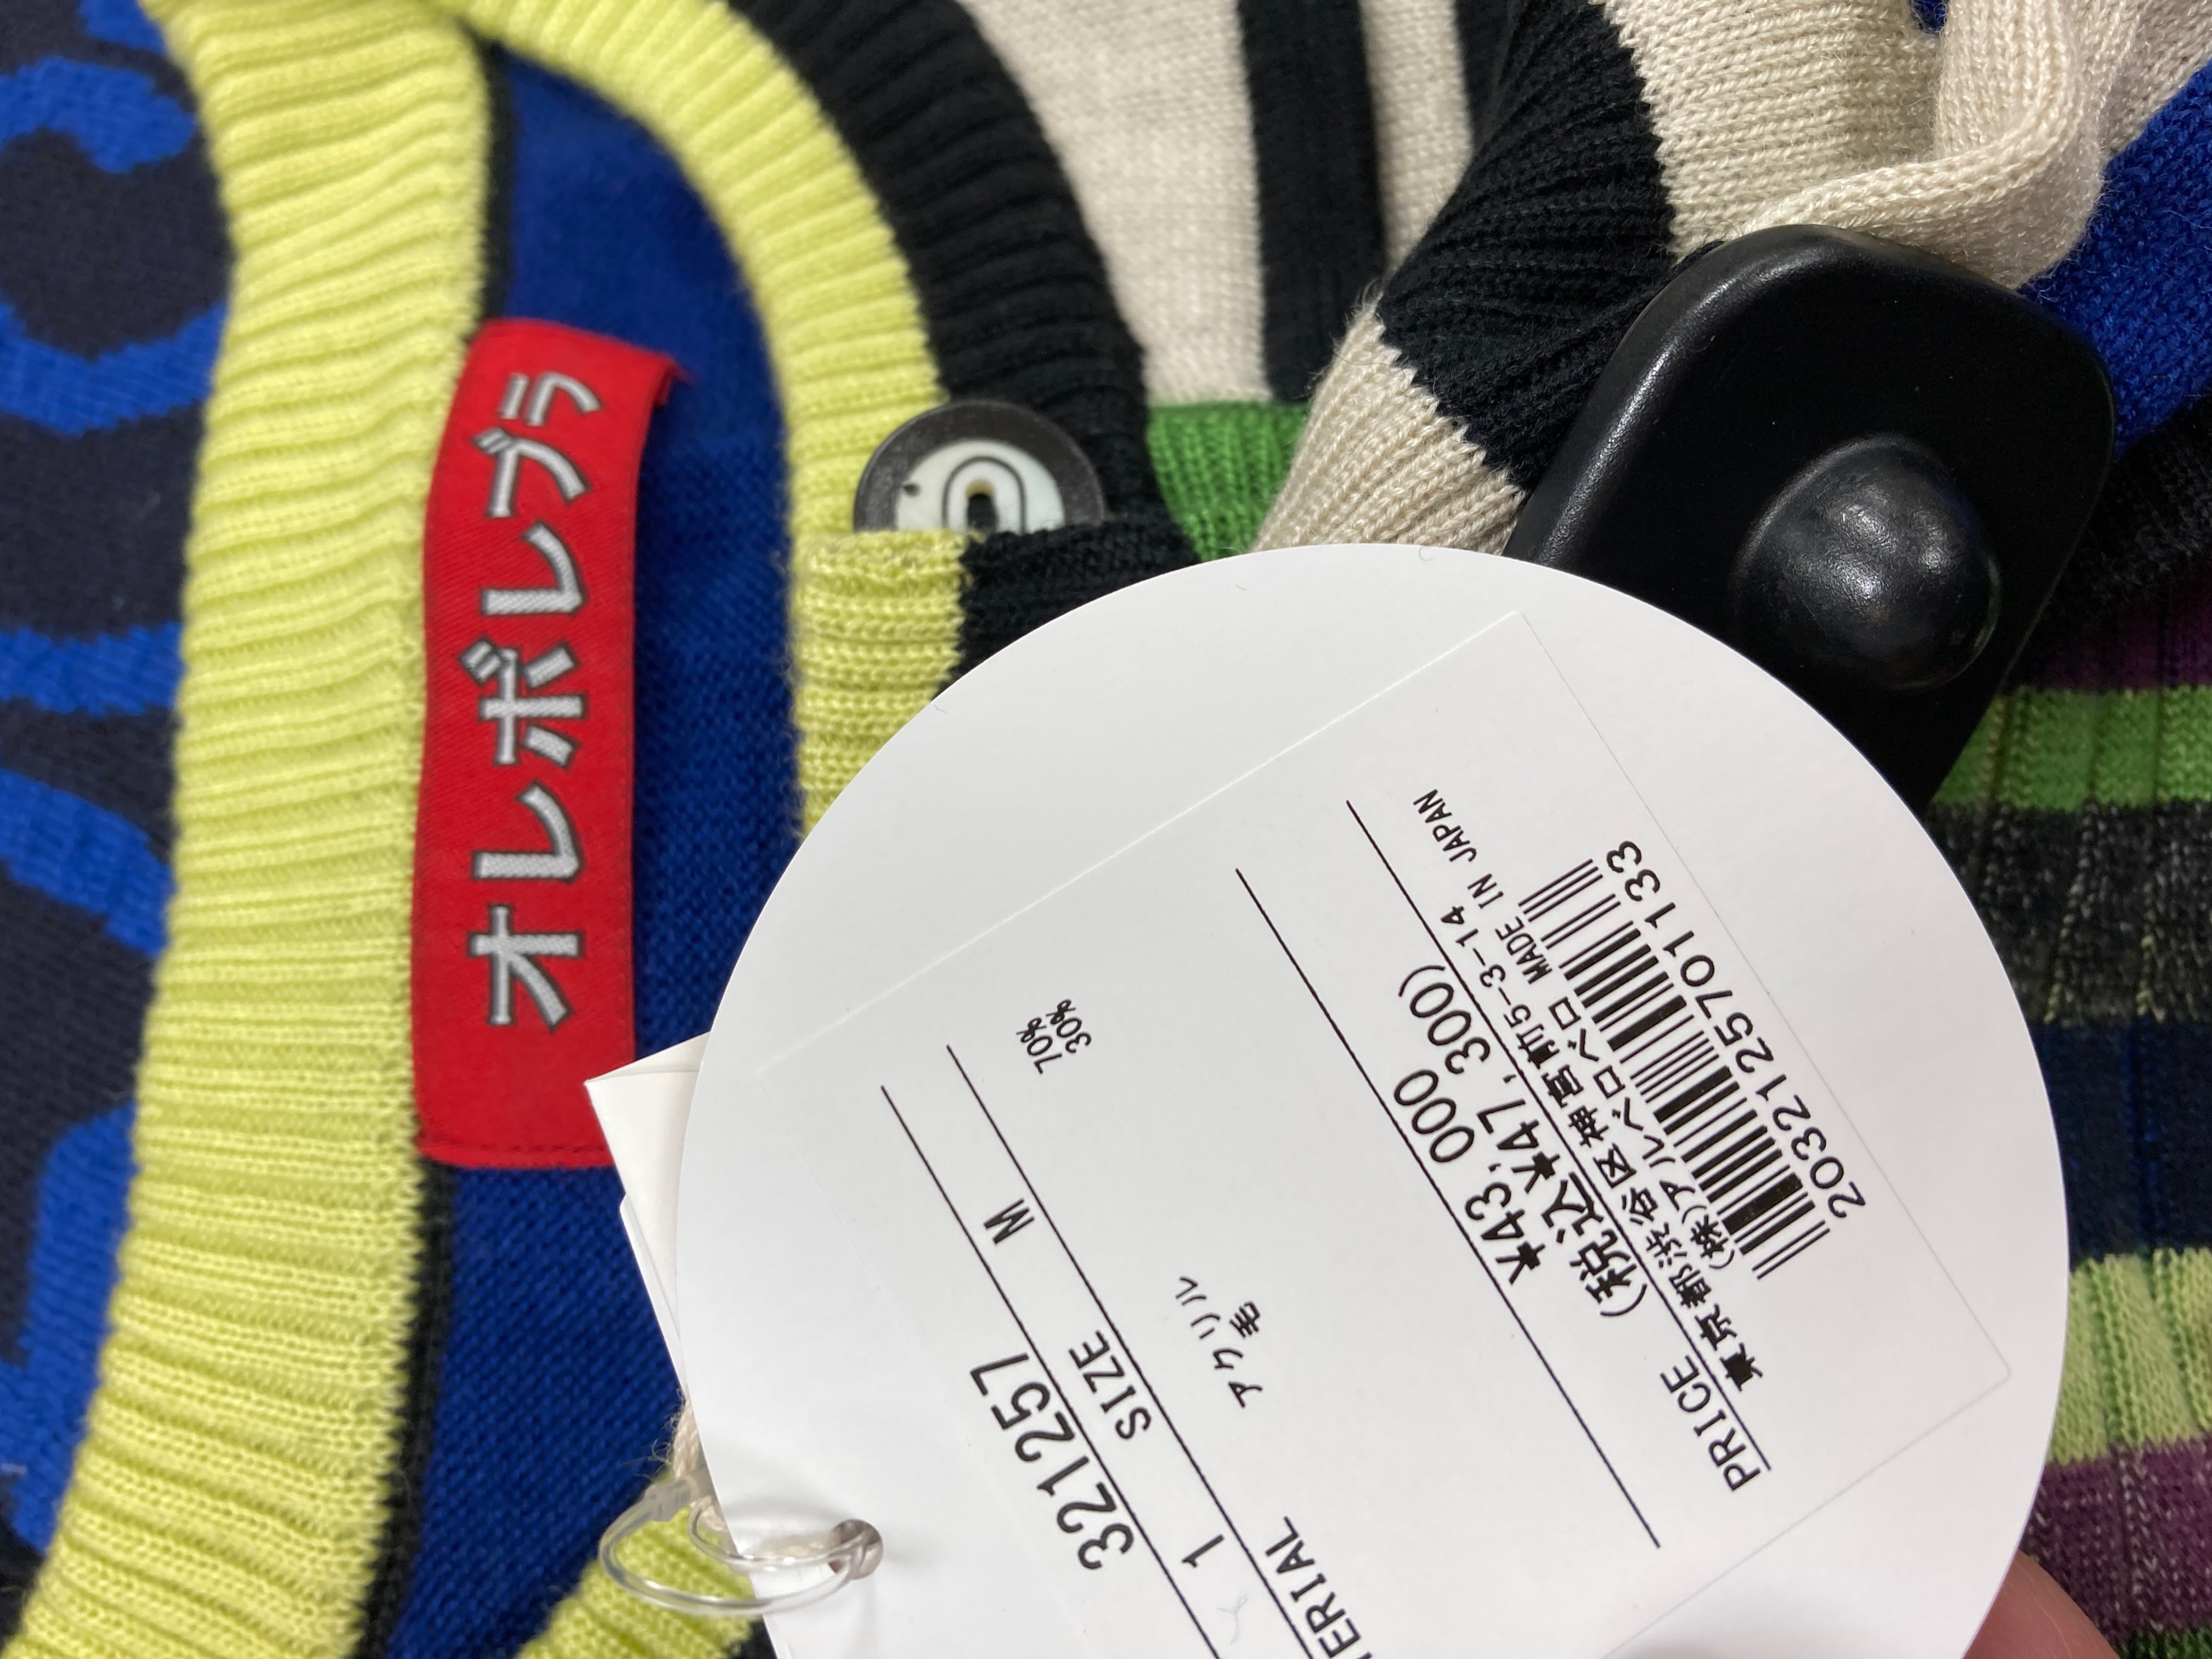 オレボレブラ
321257
1
SIZE M
ERIAL
アクリル 70%
毛 30%
¥43,000
PRICE (税込¥47,300)
東京都渋谷区神宮前5-3-14
(株)アルベロベロ MADE IN JAPAN
2032125701133